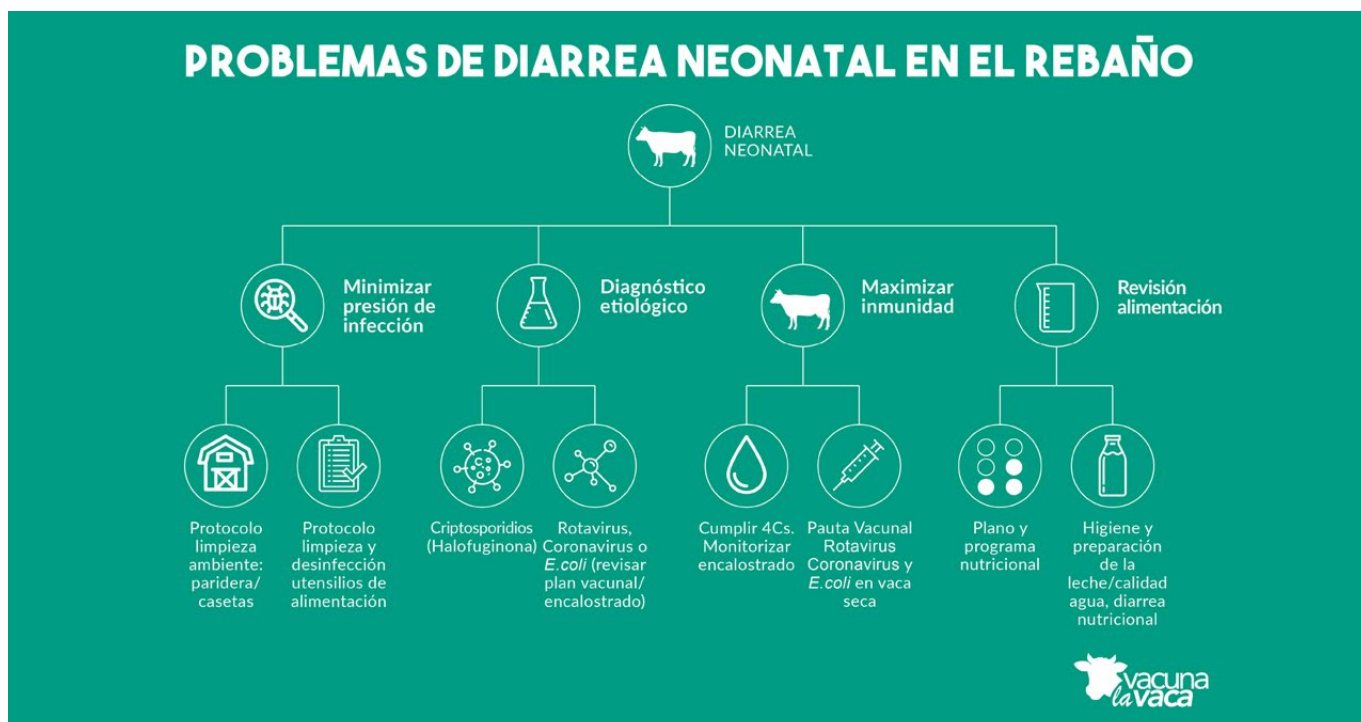 PROBLEMAS DE DIARREA NEONATAL EN EL REBAÑO
DIARREA
NEONATAL
Minimizar
presión de
infección
Diagnóstico
etiológico
Maximizar
inmunidad
Revisión
alimentación
Protocolo
limpieza
ambiente:
paridera/
casetas
Protocolo
limpieza y
desinfección
utensilios de
alimentación
Criptosporidios
(Halofuginona)
Rotavirus,
Coronavirus o
E.coli (revisar
plan vacunal/
encalostrado)
Cumplir 4Cs.
Monitorizar
encalostrado
Pauta Vacunal
Rotavirus
Coronavirus y
E.coli en vaca
seca
Plano y
programa
nutricional
Higiene y
preparación
de la
leche/calidad
agua, diarrea
nutricional
vacuna
la vaca